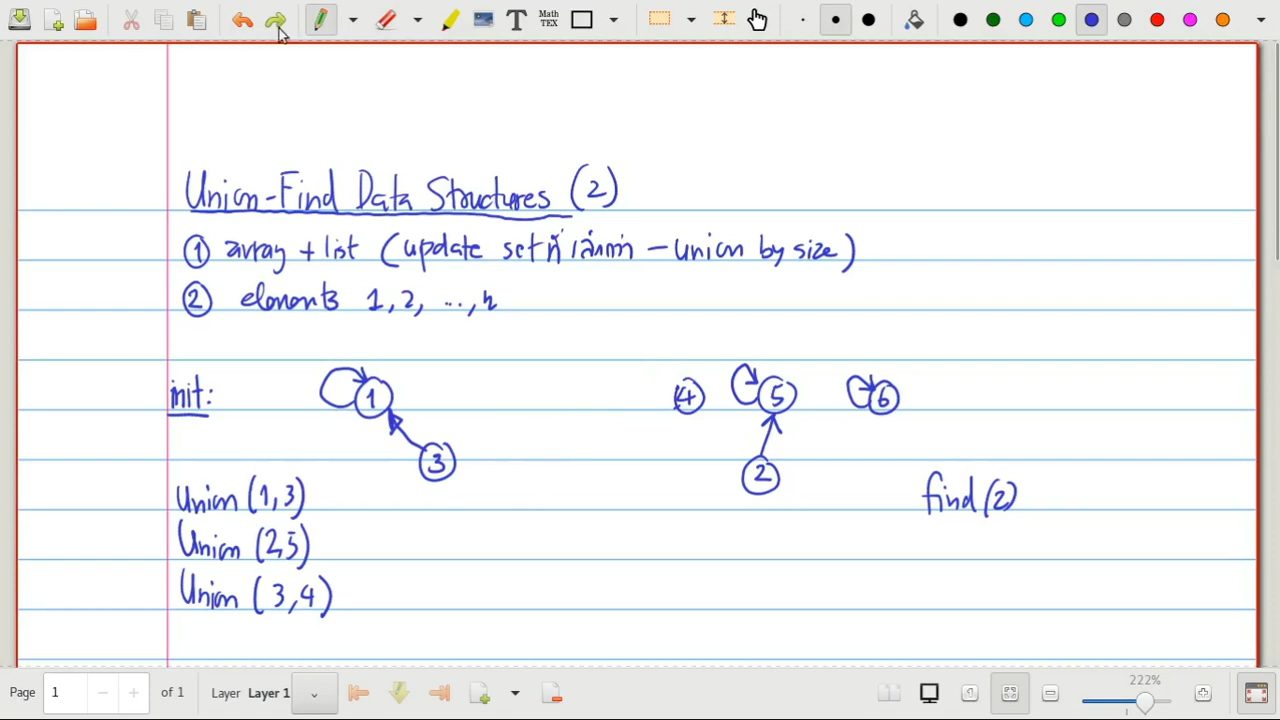 Math
TEX
Union-Find Data Structures (2)
① array + list (update set ที่เล็กกว่า - union by size)
② elements 1, 2, ..., n
init:
1
4
5
6
3
2
Union (1, 3)
find (2)
Union (2, 5)
Union (3, 4)
Page 1 of 1 Layer Layer 1
222%